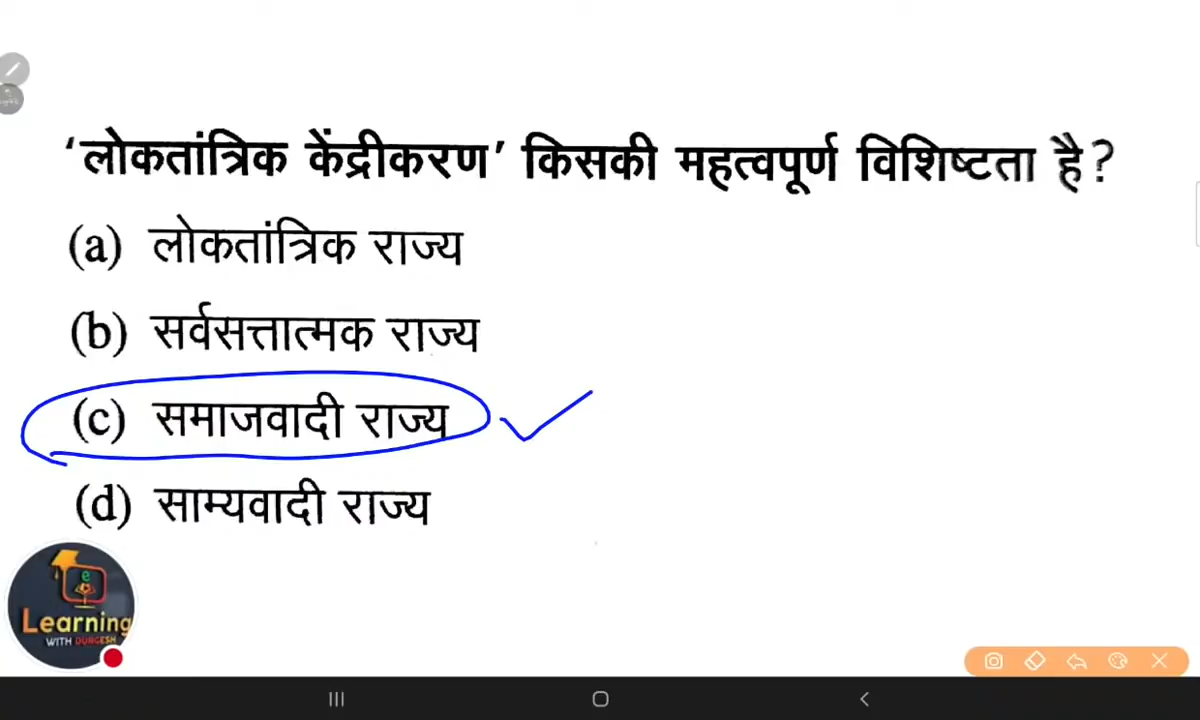 ‘लोकतांत्रिक केंद्रीकरण’ किसकी महत्वपूर्ण विशिष्टता है?
(a) लोकतांत्रिक राज्य
(b) सर्वसत्तात्मक राज्य
(c) समाजवादी राज्य
(d) साम्यवादी राज्य
e
Learning
WITH DURGESH